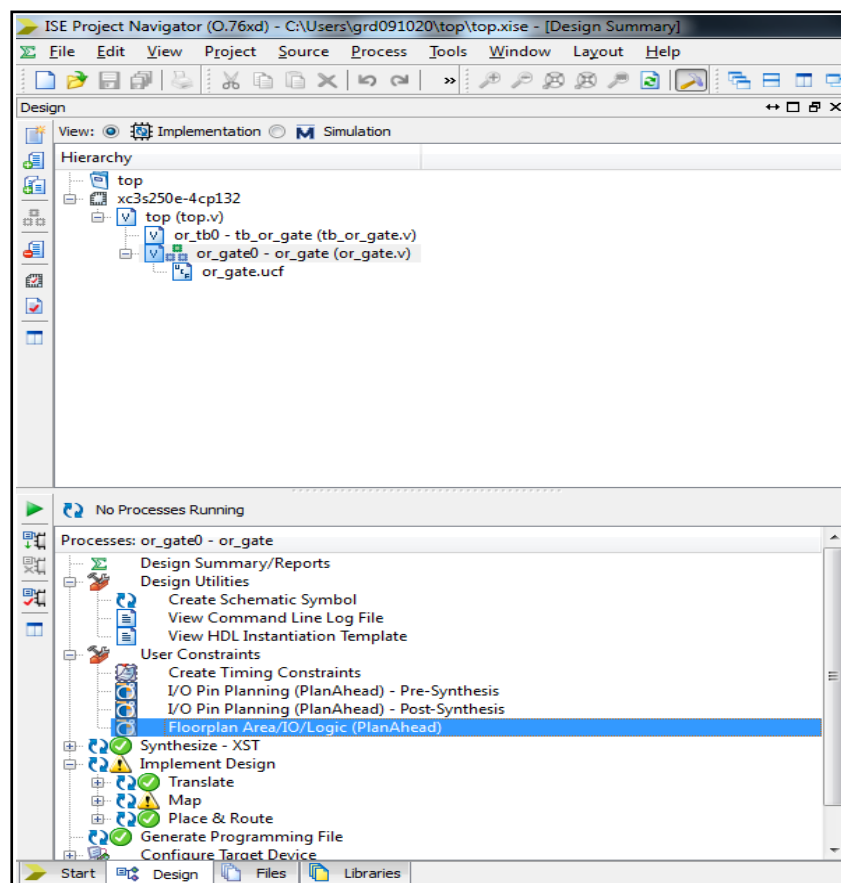 ISE Project Navigator (O.76xd) - C:\Users\grd091020\top\top.xise - [Design Summary]
File Edit View Project Source Process Tools Window Layout Help
Design
View: Implementation Simulation
Hierarchy
top
xc3s250e-4cp132
top (top.v)
or_tb0 - tb_or_gate (tb_or_gate.v)
or_gate0 - or_gate (or_gate.v)
or_gate.ucf
No Processes Running
Processes: or_gate0 - or_gate
Design Summary/Reports
Design Utilities
Create Schematic Symbol
View Command Line Log File
View HDL Instantiation Template
User Constraints
Create Timing Constraints
I/O Pin Planning (PlanAhead) - Pre-Synthesis
I/O Pin Planning (PlanAhead) - Post-Synthesis
Floorplan Area/IO/Logic (PlanAhead)
Synthesize - XST
Implement Design
Translate
Map
Place & Route
Generate Programming File
Configure Target Device
Start Design Files Libraries